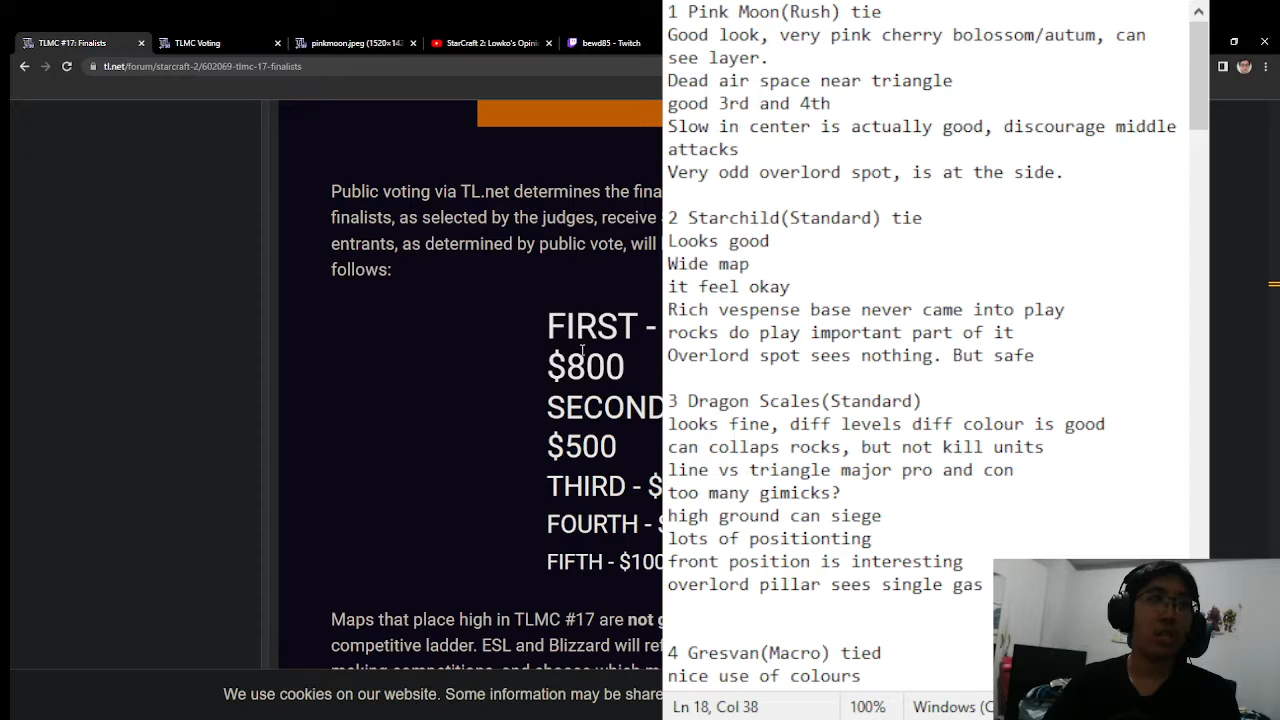 TLMC #17: Finalists
TLMC Voting
pinkmoon.jpeg (1520×142
StarCraft 2: Lowko's Opini
bewd85 - Twitch
tl.net/forum/starcraft-2/602069-tlmc-17-finalists
Public voting via TL.net determines the fina
finalists, as selected by the judges, receive
entrants, as determined by public vote, will
follows:
FIRST -
$800
SECOND
$500
THIRD - $
FOURTH -
FIFTH - $100
Maps that place high in TLMC #17 are not g
competitive ladder. ESL and Blizzard will re
We use cookies on our website. Some information may be share
1 Pink Moon(Rush) tie
Good look, very pink cherry bolossom/autum, can
see layer.
Dead air space near triangle
good 3rd and 4th
Slow in center is actually good, discourage middle
attacks
Very odd overlord spot, is at the side.
2 Starchild(Standard) tie
Looks good
Wide map
it feel okay
Rich vespense base never came into play
rocks do play important part of it
Overlord spot sees nothing. But safe
3 Dragon Scales(Standard)
looks fine, diff levels diff colour is good
can collaps rocks, but not kill units
line vs triangle major pro and con
too many gimicks?
high ground can siege
lots of positionting
front position is interesting
overlord pillar sees single gas
4 Gresvan(Macro) tied
nice use of colours
Ln 18, Col 38
100%
Windows (C